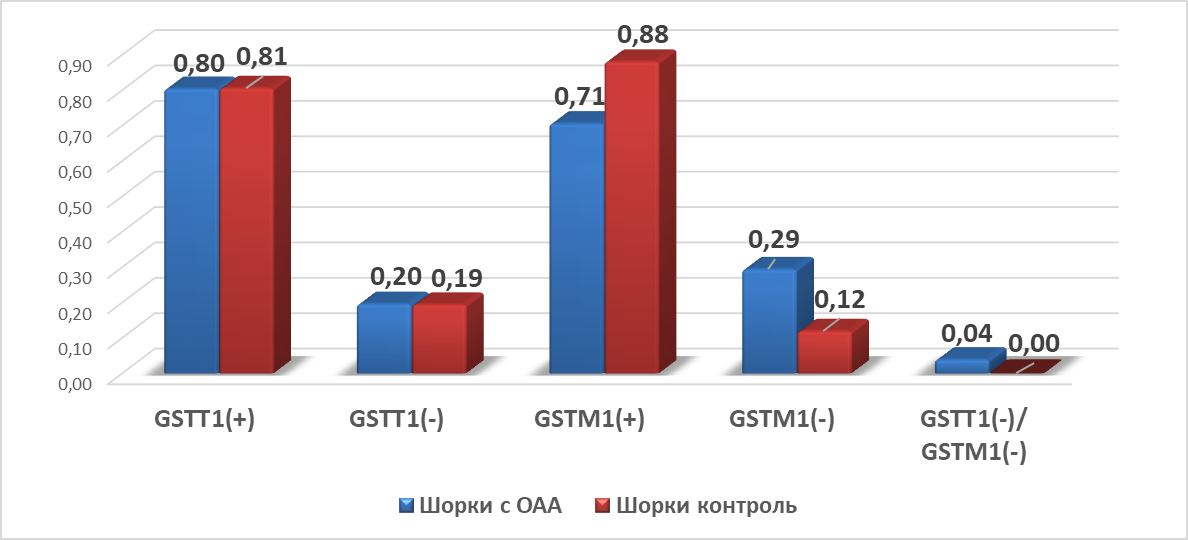 0,90
0,80
0,70
0,60
0,50
0,40
0,30
0,20
0,10
0,00
0,80
0,81
0,20
0,19
0,71
0,88
0,29
0,12
0,04
0,00
GSTT1(+)
GSTT1(-)
GSTM1(+)
GSTM1(-)
GSTT1(-)/
GSTM1(-)
Шорки с ОАА
Шорки контроль